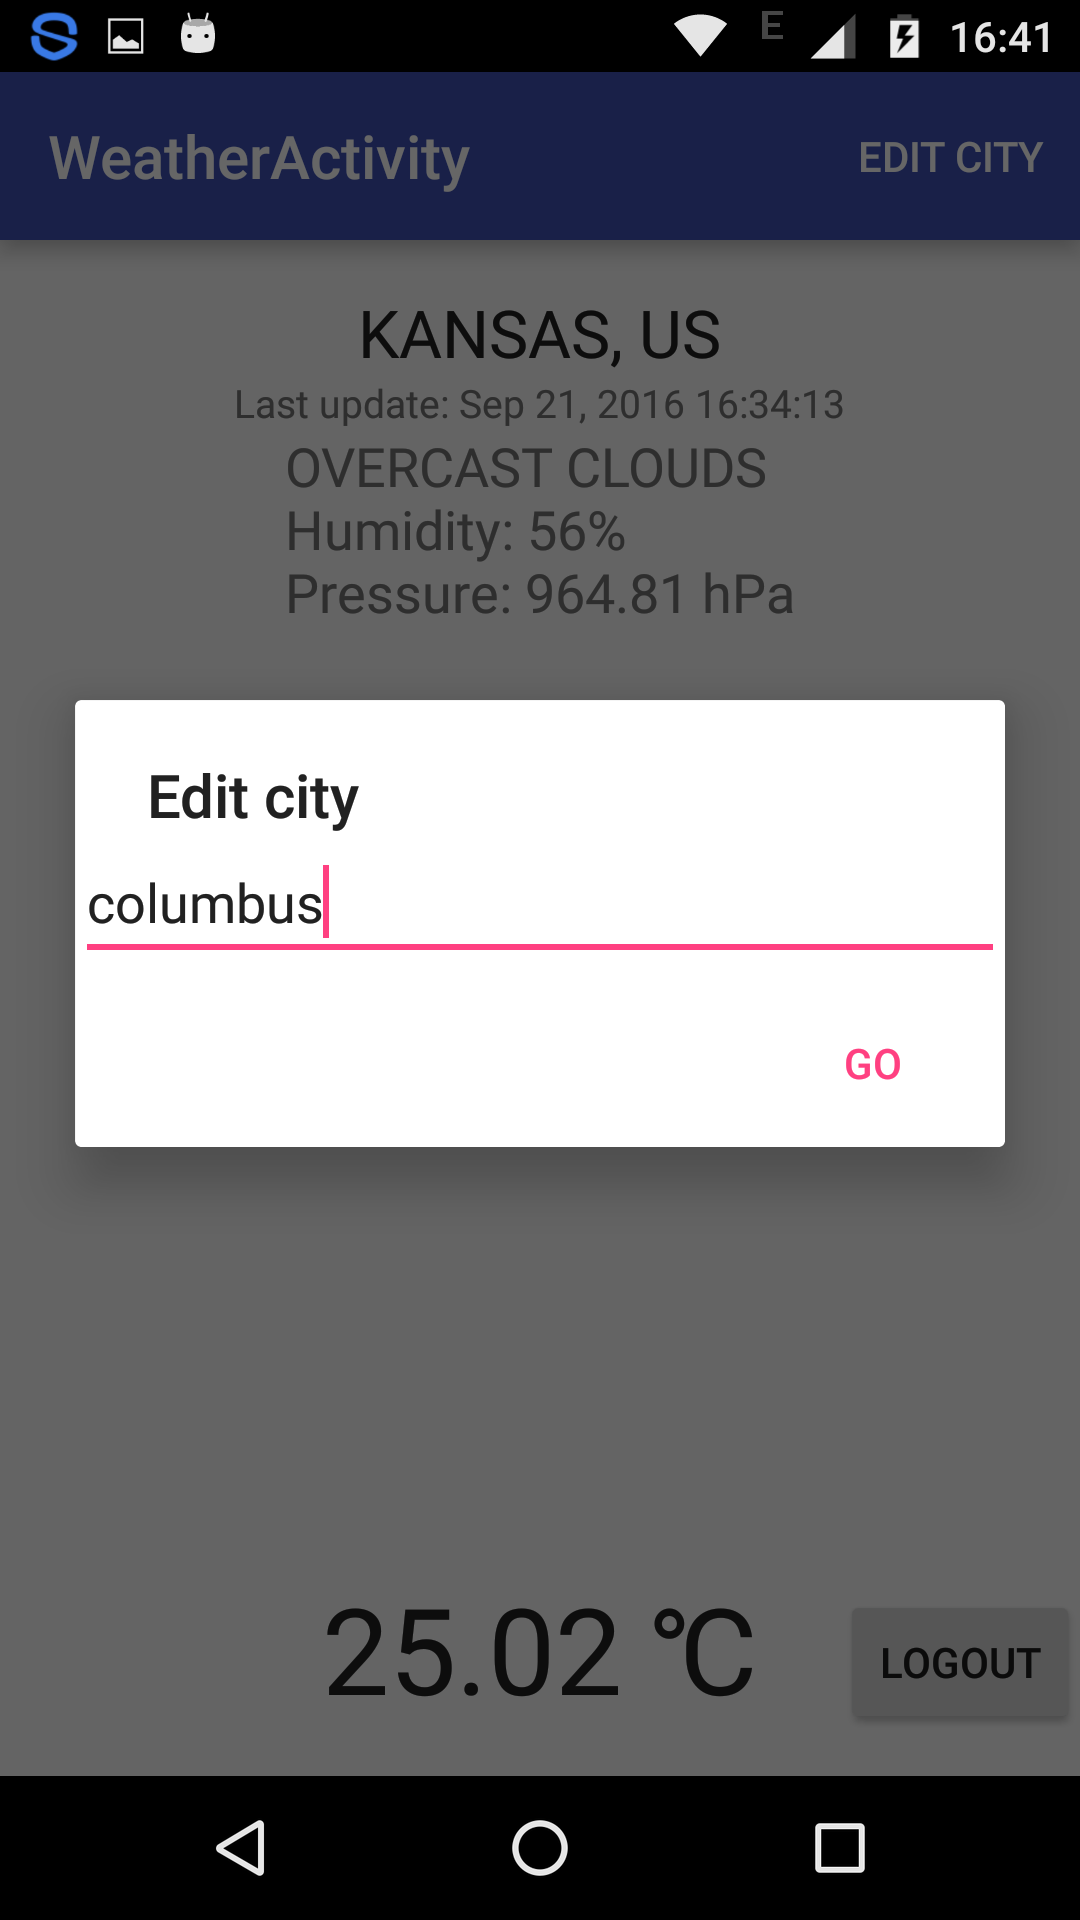 E 16:41
WeatherActivity EDIT CITY
KANSAS, US
Last update: Sep 21, 2016 16:34:13
OVERCAST CLOUDS
Humidity: 56%
Pressure: 964.81 hPa
Edit city
columbus
GO
25.02 ℃
LOGOUT